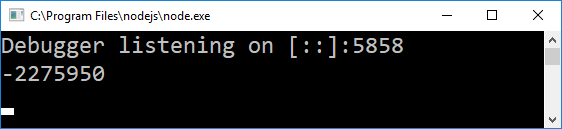 C:\Program Files\nodejs\node.exe
Debugger listening on [::]:5858
-2275950